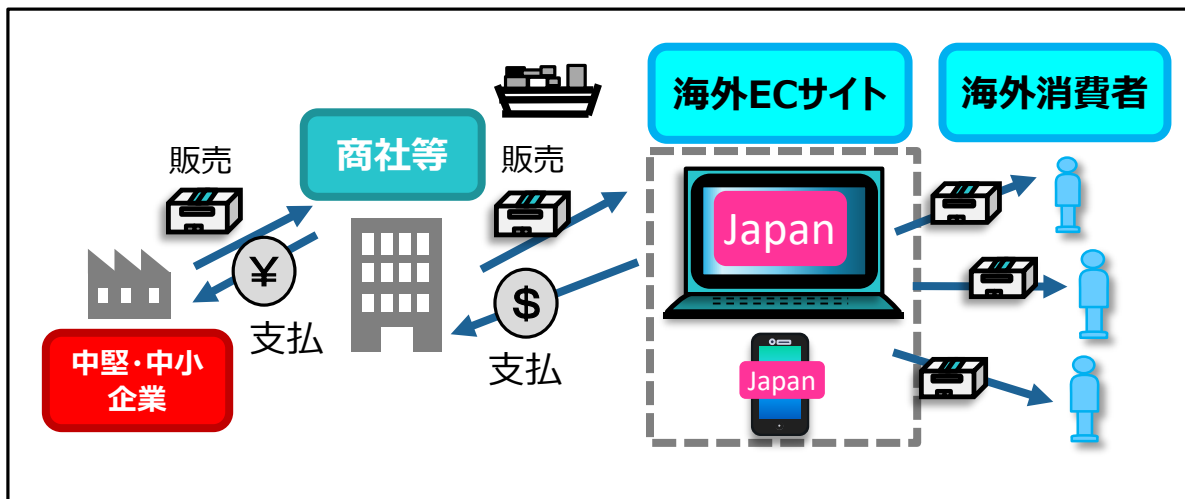 海外ECサイト
海外消費者
商社等
販売
販売
Japan
¥
$
支払
支払
中堅・中小
企業
Japan